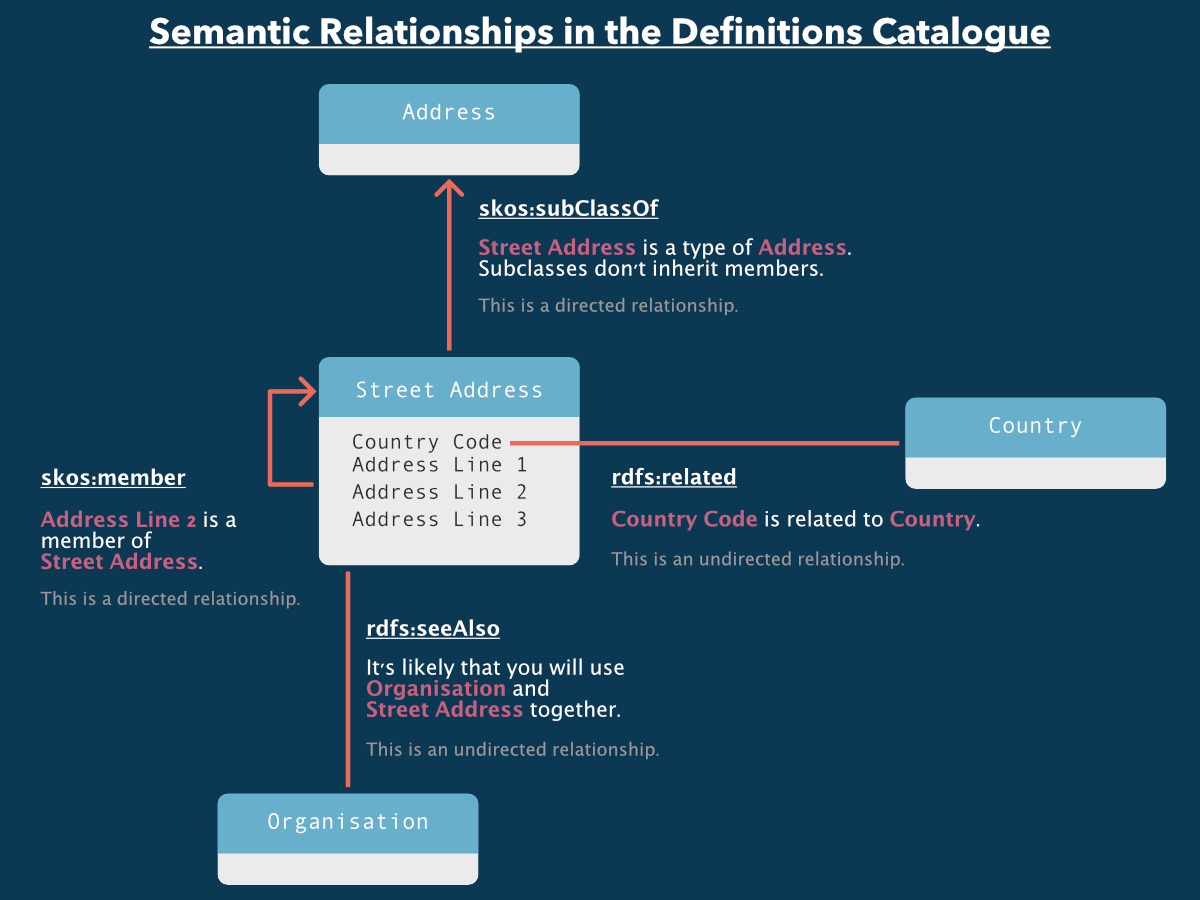 Semantic Relationships in the Definitions Catalogue
Address
skos:subClassOf
Street Address is a type of Address.
Subclasses don't inherit members.
This is a directed relationship.
Street Address
Country Code
Address Line 1
Address Line 2
Address Line 3
Country
skos:member
Address Line 2 is a
member of
Street Address.
This is a directed relationship.
rdfs:related
Country Code is related to Country.
This is an undirected relationship.
rdfs:seeAlso
It's likely that you will use
Organisation and
Street Address together.
This is an undirected relationship.
Organisation